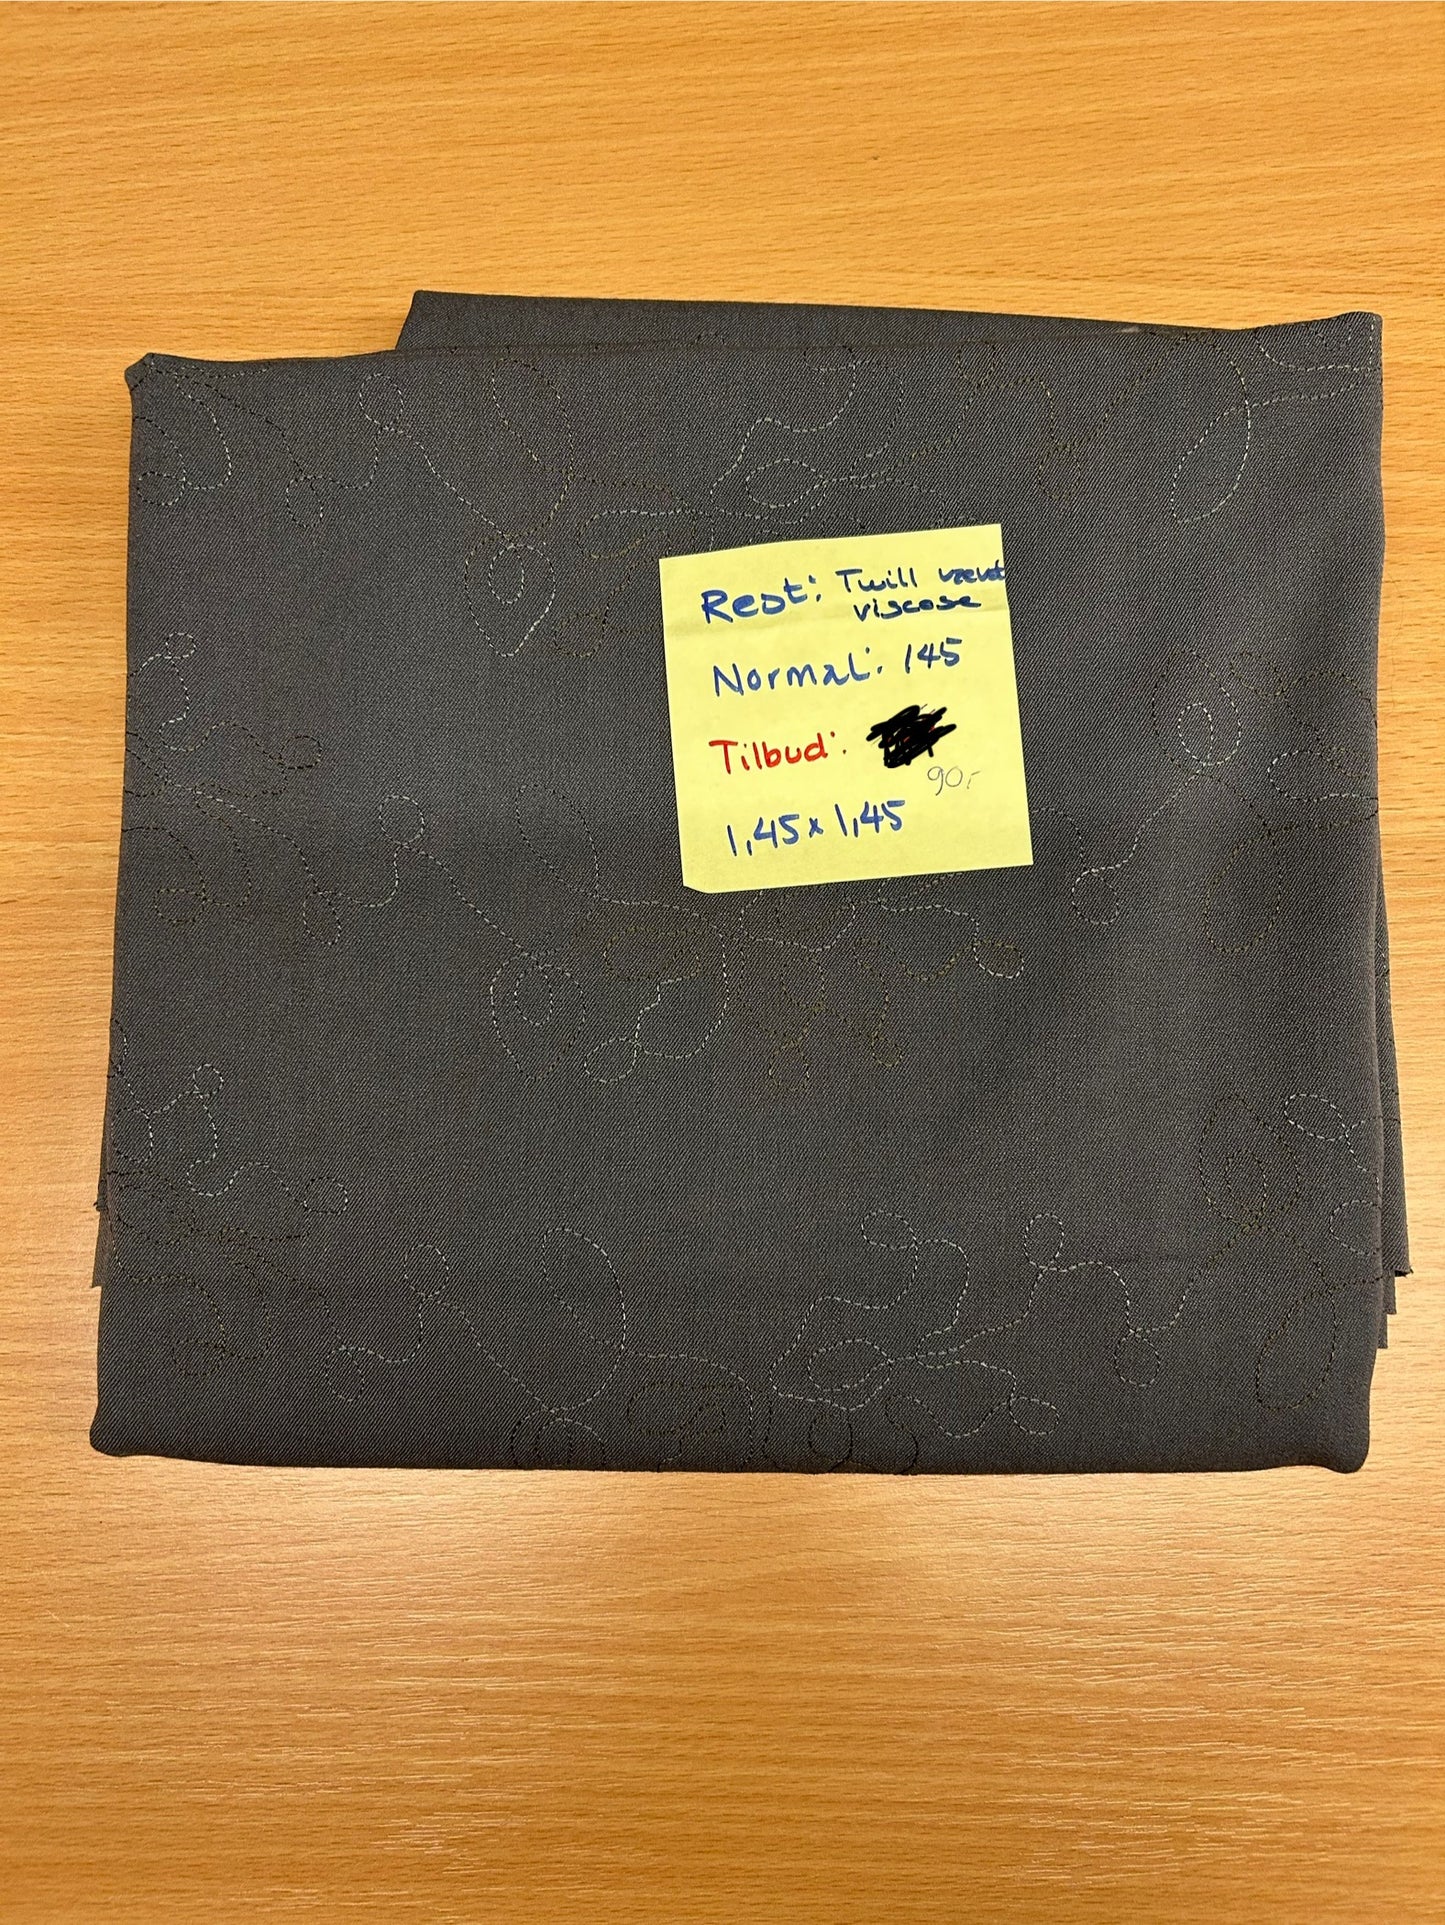 Rest: Twill vævet
viscose
Normal: 145
Tilbud:
90,-
1,45 x 1,45